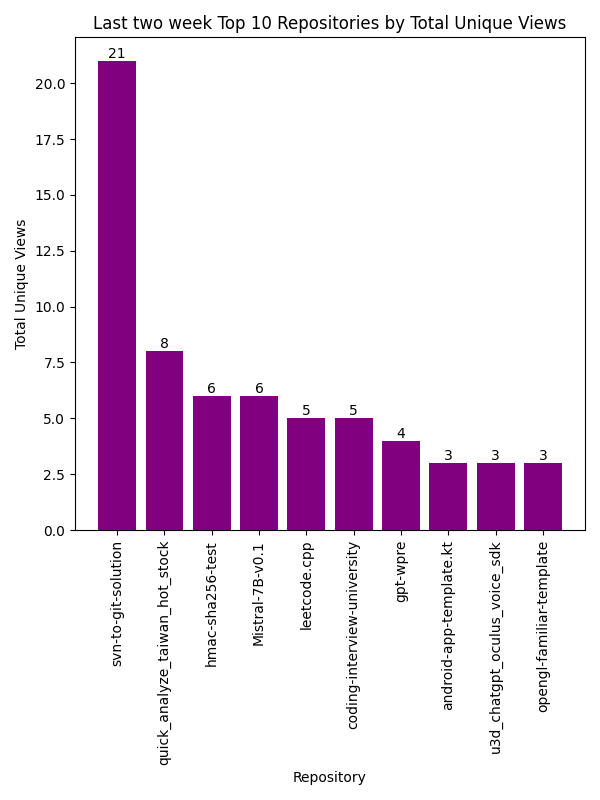 Last two week Top 10 Repositories by Total Unique Views
Total Unique Views
20.0
17.5
15.0
12.5
10.0
7.5
5.0
2.5
0.0
21
8
6
6
5
5
4
3
3
3
svn-to-git-solution
quick_analyze_taiwan_hot_stock
hmac-sha256-test
Mistral-7B-v0.1
leetcode.cpp
coding-interview-university
gpt-wpre
android-app-template.kt
u3d_chatgpt_oculus_voice_sdk
opengl-familiar-template
Repository